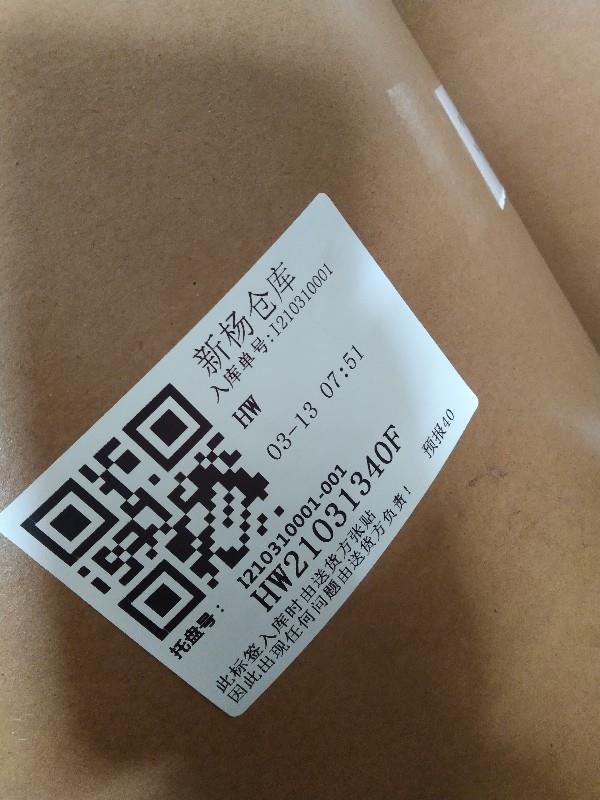 新杨仓库
入库单号:I210310001
HW
03-13 07:51
预报40
I210310001-001
托盘号:
HW21031340F
此标签入库时由送货方张贴
因此出现任何问题由送货方负责!